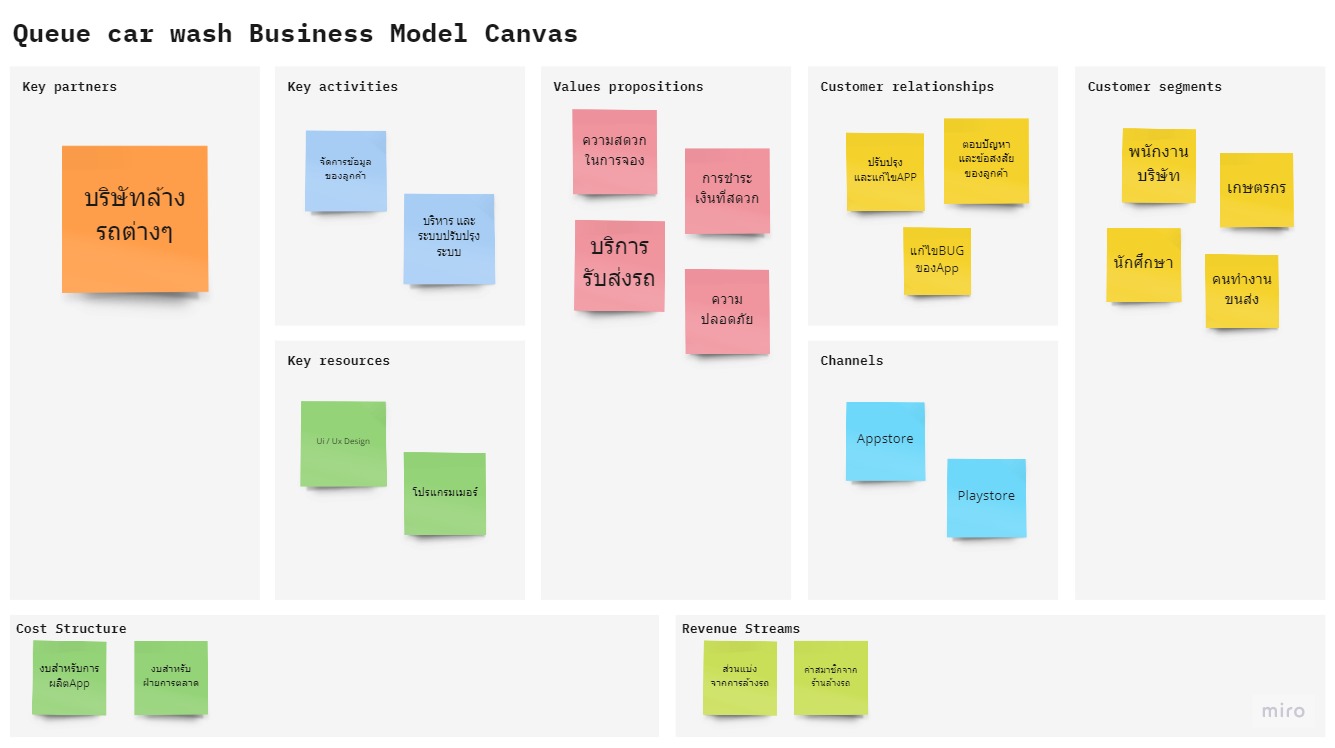 Queue car wash Business Model Canvas
Key partners
บริษัทล้าง
รถต่างๆ
Key activities
จัดการข้อมูล
ของลูกค้า
บริหาร และ
ระบบปรับปรุง
ระบบ
Key resources
Ui / Ux Design
โปรแกรมเมอร์
Values propositions
ความสดวก
ในการจอง
การชำระ
เงินที่สดวก
บริการ
รับส่งรถ
ความ
ปลอดภัย
Customer relationships
ปรับปรุง
และแก้ไขAPP
ตอบปัญหา
และข้อสงสัย
ของลูกค้า
แก้ไขBUG
ของApp
Channels
Appstore
Playstore
Customer segments
พนักงาน
บริษัท
เกษตรกร
นักศึกษา
คนทำงาน
ขนส่ง
Cost Structure
งบสำหรับการ
ผลิตApp
งบสำหรับ
ฝ่ายการตลาด
Revenue Streams
ส่วนแบ่ง
จากการล้างรถ
ค่าสมาชิกจาก
ร้านล้างรถ
miro